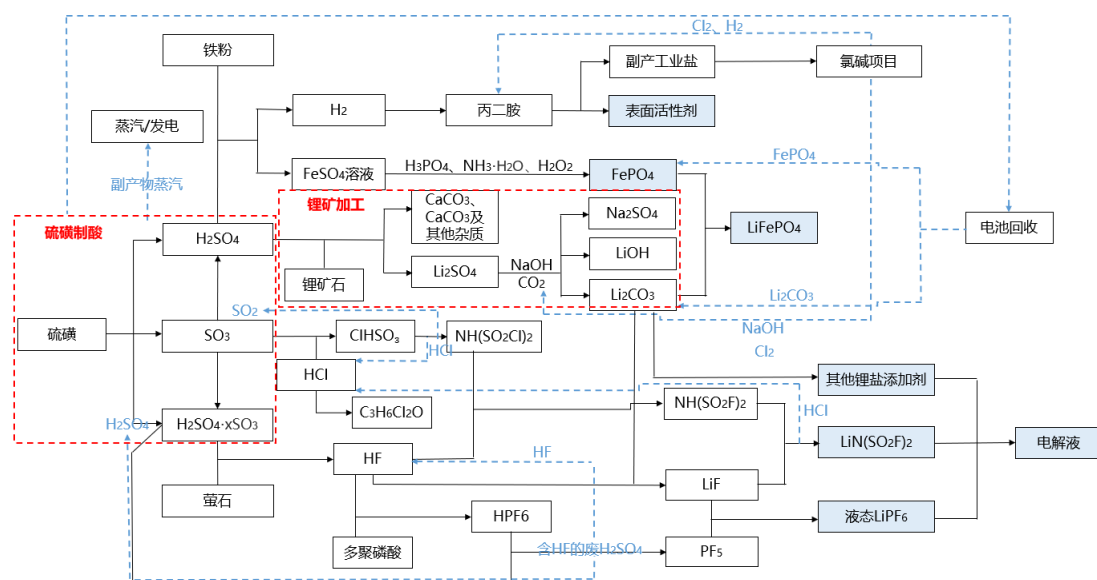 Cl₂、H₂
铁粉
副产工业盐
氯碱项目
H₂
丙二胺
表面活性剂
蒸汽/发电
FeSO₄溶液
H₃PO₄、NH₃·H₂O、H₂O₂
FePO₄
FePO₄
副产物蒸汽
锂矿加工
CaCO₃、
CaCO₃及
其他杂质
Na₂SO₄
硫磺制酸
LiFePO₄
电池回收
H₂SO₄
LiOH
锂矿石
Li₂SO₄
NaOH
CO₂
Li₂CO₃
Li₂CO₃
SO₂
硫磺
SO₃
ClHSO₃
NH(SO₂Cl)₂
NaOH
HCl
Cl₂
HCl
其他锂盐添加剂
C₃H₆Cl₂O
NH(SO₂F)₂
HCl
H₂SO₄
H₂SO₄·xSO₃
LiN(SO₂F)₂
电解液
HF
HF
LiF
萤石
HPF6
液态LiPF₆
多聚磷酸
含HF的废H₂SO₄
PF₅